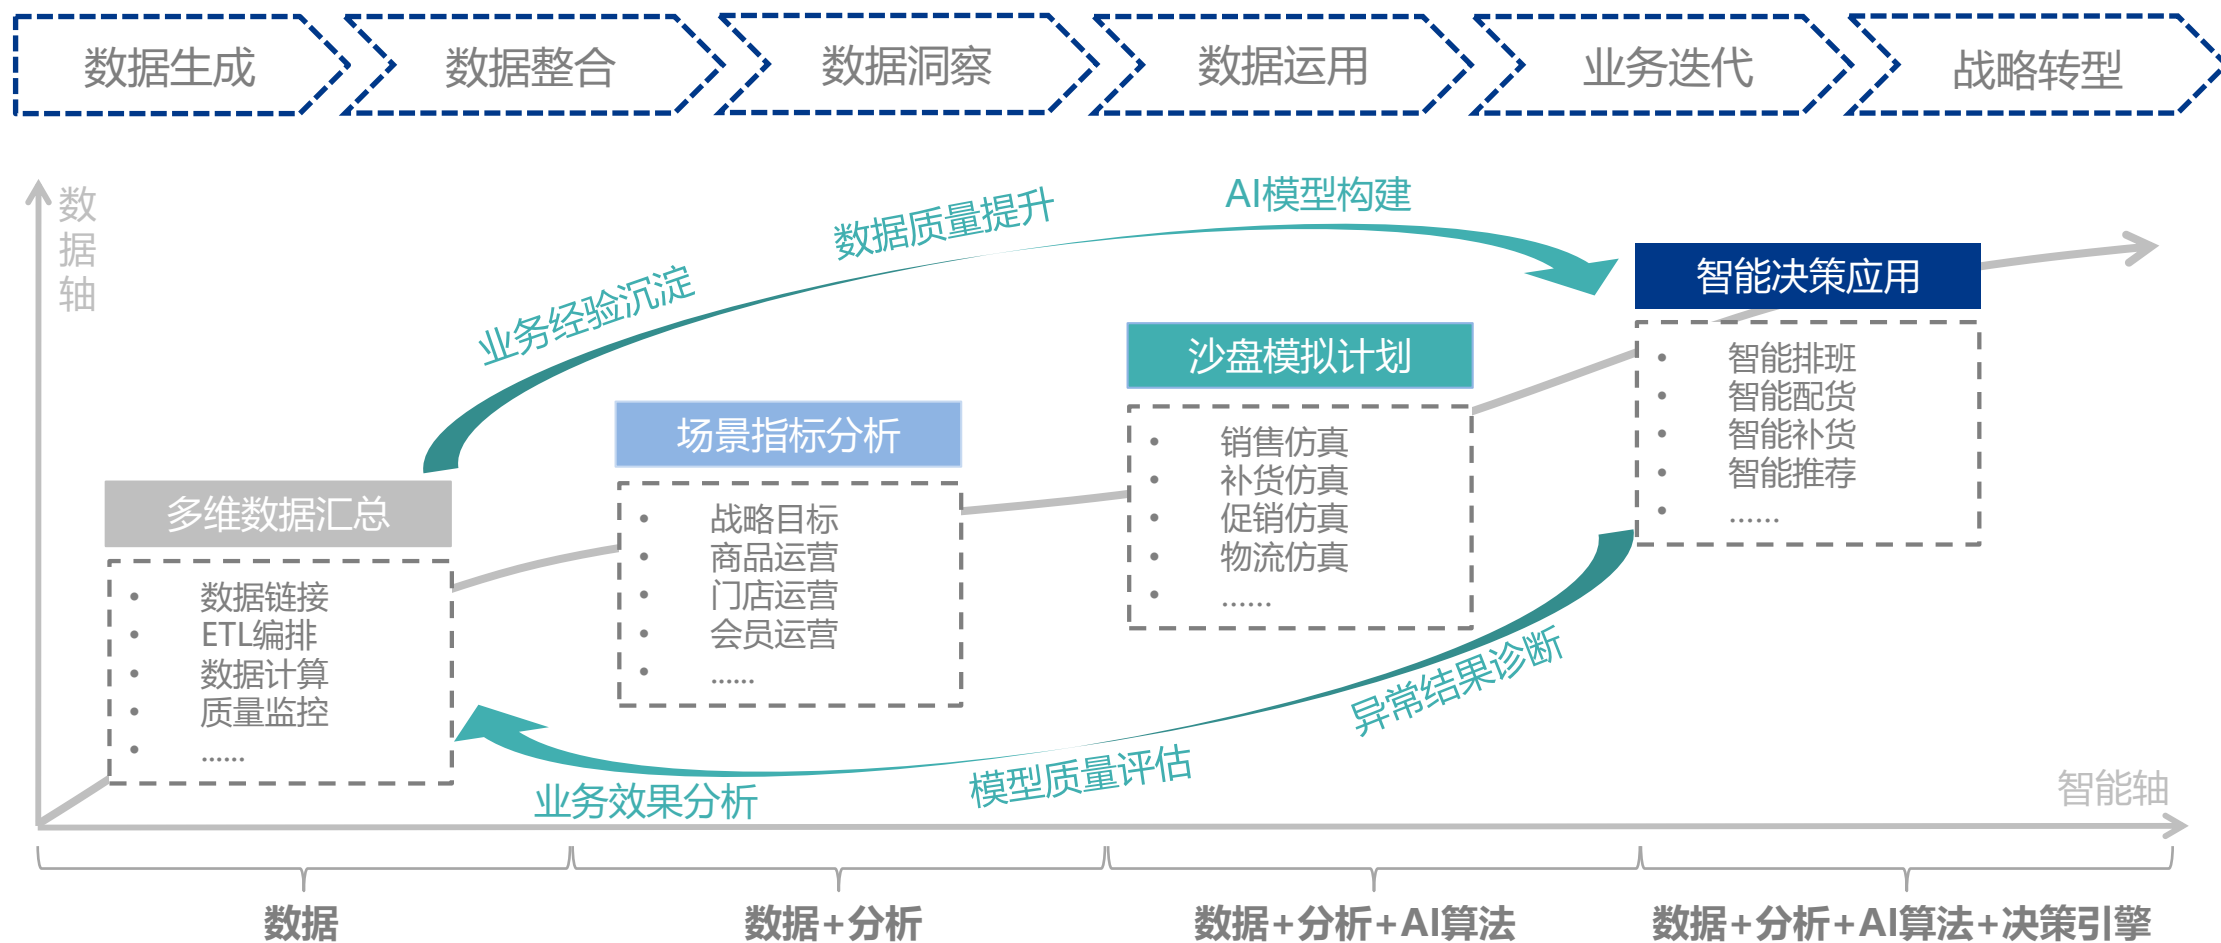 数据生成
数据整合
数据洞察
数据运用
业务迭代
战略转型
数据轴
业务经验沉淀
数据质量提升
AI模型构建
多维数据汇总
• 数据链接
• ETL编排
• 数据计算
• 质量监控
• ......
场景指标分析
• 战略目标
• 商品运营
• 门店运营
• 会员运营
• ......
沙盘模拟计划
• 销售仿真
• 补货仿真
• 促销仿真
• 物流仿真
• ......
智能决策应用
• 智能排班
• 智能配货
• 智能补货
• 智能推荐
• ......
异常结果诊断
模型质量评估
业务效果分析
智能轴
数据
数据+分析
数据+分析+AI算法
数据+分析+AI算法+决策引擎